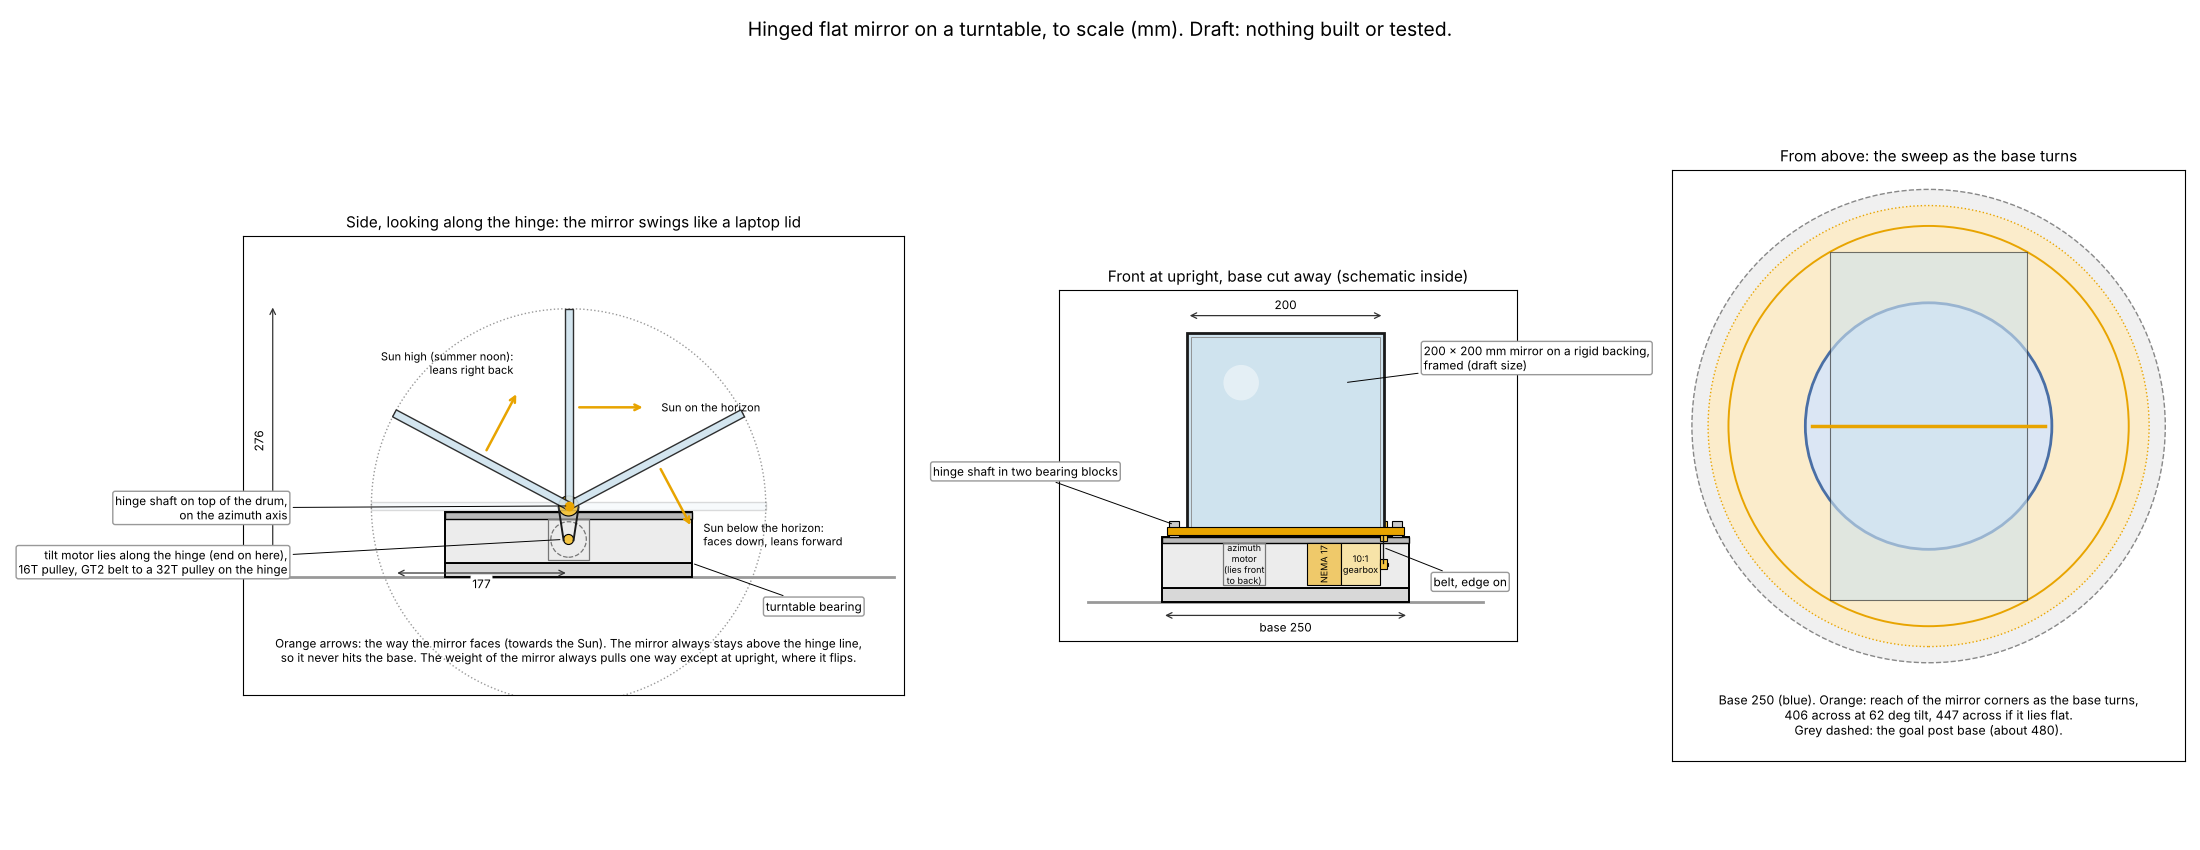 Hinged flat mirror on a turntable, to scale (mm). Draft: nothing built or tested.
Side, looking along the hinge: the mirror swings like a laptop lid
Sun high (summer noon):
leans right back
Sun on the horizon
276
hinge shaft on top of the drum,
on the azimuth axis
Sun below the horizon:
faces down, leans forward
tilt motor lies along the hinge (end on here),
16T pulley, GT2 belt to a 32T pulley on the hinge
177
turntable bearing
Orange arrows: the way the mirror faces (towards the Sun). The mirror always stays above the hinge line,
so it never hits the base. The weight of the mirror always pulls one way except at upright, where it flips.
Front at upright, base cut away (schematic inside)
200
200 × 200 mm mirror on a rigid backing,
framed (draft size)
hinge shaft in two bearing blocks
azimuth
motor
(lies front
to back)
NEMA 17
10:1
gearbox
belt, edge on
base 250
From above: the sweep as the base turns
Base 250 (blue). Orange: reach of the mirror corners as the base turns,
406 across at 62 deg tilt, 447 across if it lies flat.
Grey dashed: the goal post base (about 480).